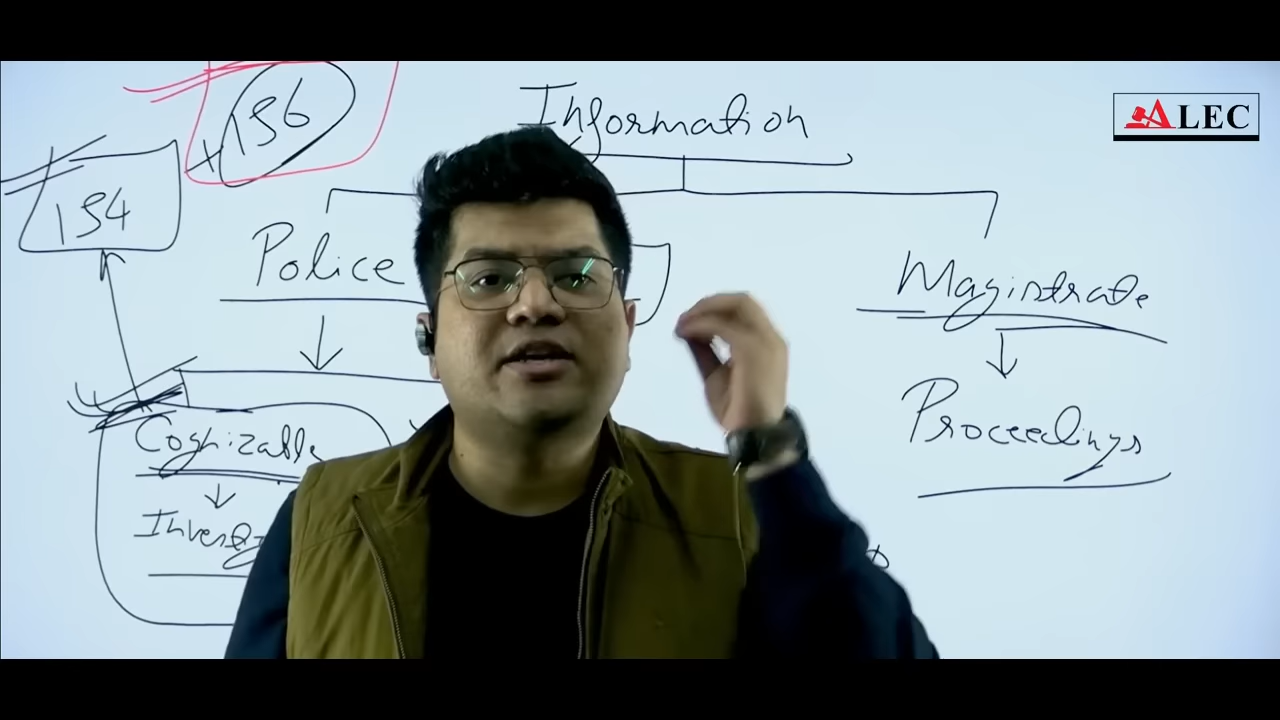 156
Information
ALEC
154
Police
Magistrate
Proceedings
Cognizable